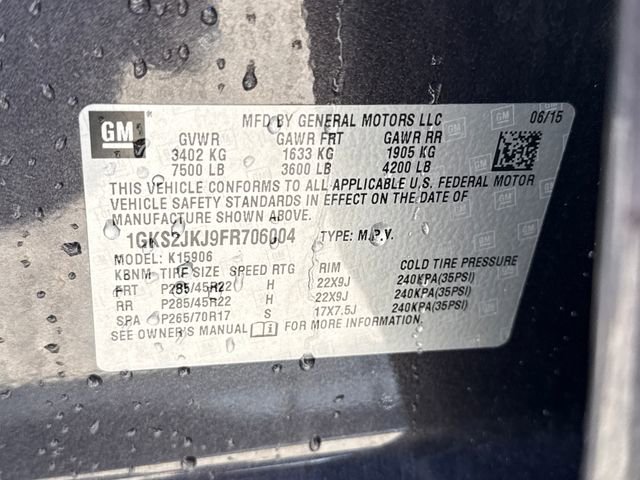 GM
MFD BY GENERAL MOTORS LLC 06/15
GVWR GAWR FRT GAWR RR
3402 KG 1633 KG 1905 KG
7500 LB 3600 LB 4200 LB
THIS VEHICLE CONFORMS TO ALL APPLICABLE U.S. FEDERAL MOTOR
VEHICLE SAFETY STANDARDS IN EFFECT ON THE DATE OF
MANUFACTURE SHOWN ABOVE.
1GKS2JKJ9FR706004 TYPE: M.P.V.
MODEL: K15906
KBNM TIRE SIZE SPEED RTG RIM COLD TIRE PRESSURE
FRT P285/45R22 H 22X9J 240KPA(35PSI)
RR P285/45R22 H 22X9J 240KPA(35PSI)
SPA P265/70R17 S 17X7.5J 240KPA(35PSI)
SEE OWNER'S MANUAL FOR MORE INFORMATION